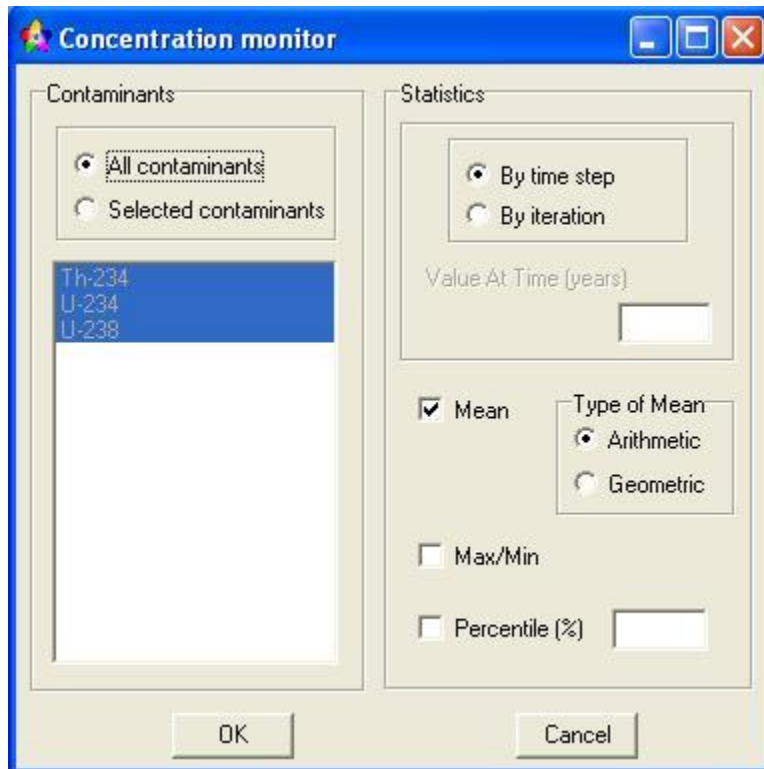 Concentration monitor
Contaminants
All contaminants
Selected contaminants
Th-234
U-234
U-238
Statistics
By time step
By iteration
Value At Time (years)
Mean
Type of Mean
Arithmetic
Geometric
Max/Min
Percentile (%)
OK
Cancel